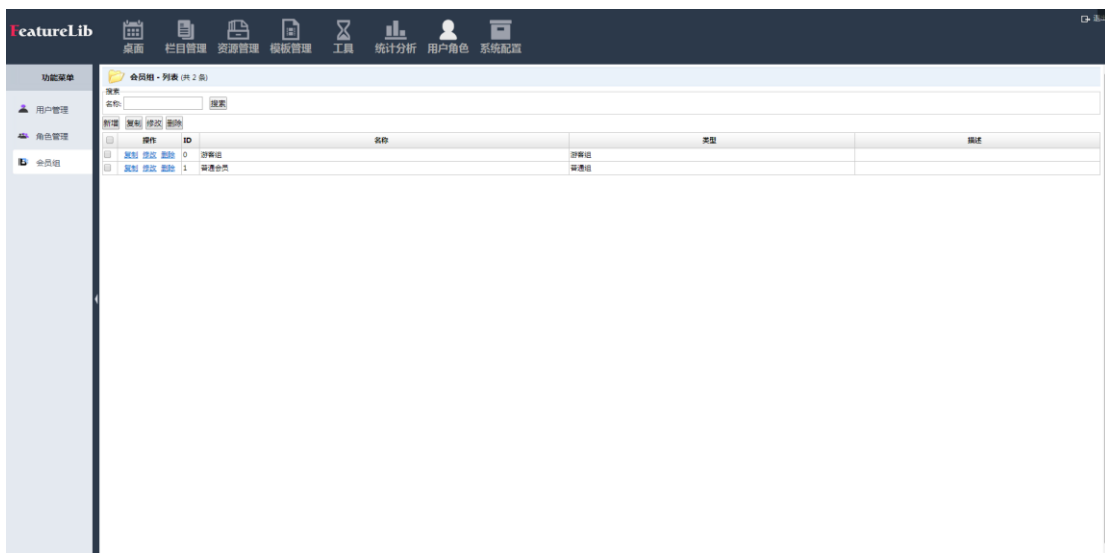 FeatureLib
桌面 栏目管理 资源管理 模板管理 工具 统计分析 用户角色 系统配置
功能菜单
用户管理
角色管理
会员组
会员组 - 列表 (共 2 条)
搜索
名称: 搜索
新增 复制 修改 删除
操作 ID 名称 类型 描述
复制 修改 删除 0 游客组 游客组
复制 修改 删除 1 普通会员 普通组